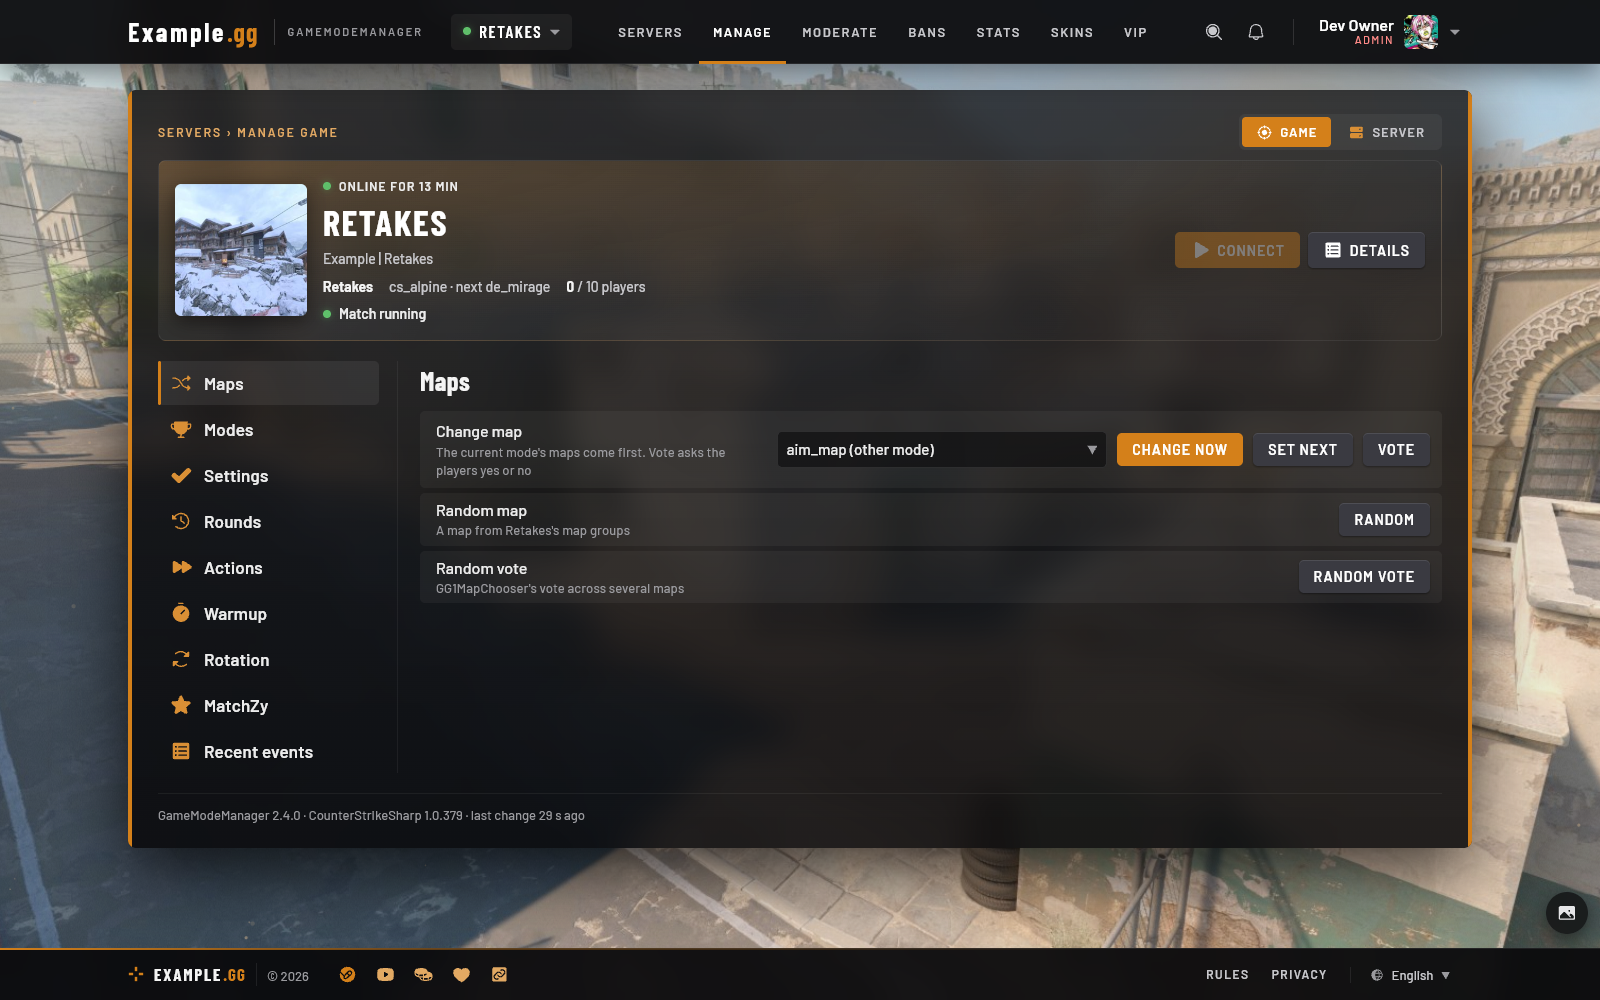 Example.gg
GAMEMODEMANAGER
RETAKES
SERVERS
MANAGE
MODERATE
BANS
STATS
SKINS
VIP
Dev Owner
ADMIN
SERVERS › MANAGE GAME
GAME
SERVER
ONLINE FOR 13 MIN
RETAKES
Example | Retakes
Retakes cs_alpine · next de_mirage 0 / 10 players
Match running
CONNECT
DETAILS
Maps
Modes
Settings
Rounds
Actions
Warmup
Rotation
MatchZy
Recent events
Maps
Change map
The current mode's maps come first. Vote asks the
players yes or no
aim_map (other mode)
CHANGE NOW
SET NEXT
VOTE
Random map
A map from Retakes's map groups
RANDOM
Random vote
GG1MapChooser's vote across several maps
RANDOM VOTE
GameModeManager 2.4.0 · CounterStrikeSharp 1.0.379 · last change 29 s ago
EXAMPLE.GG
© 2026
RULES
PRIVACY
English